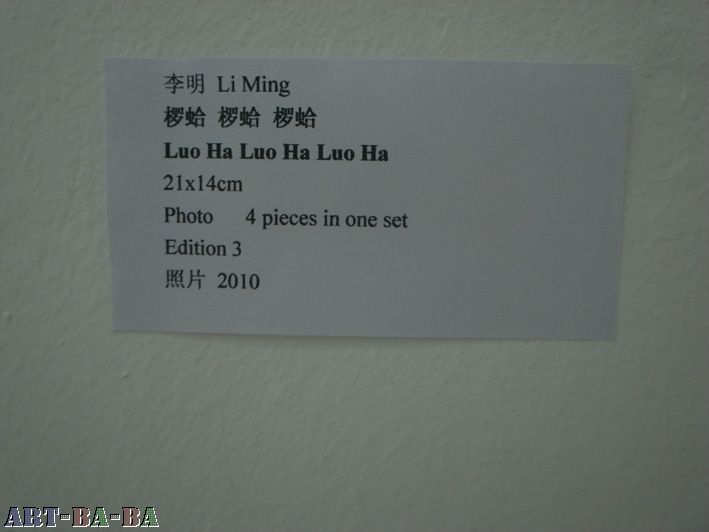 李明 Li Ming
椤蛤 椤蛤 椤蛤
Luo Ha Luo Ha Luo Ha
21x14cm
Photo 4 pieces in one set
Edition 3
照片 2010
ART-BA-BA